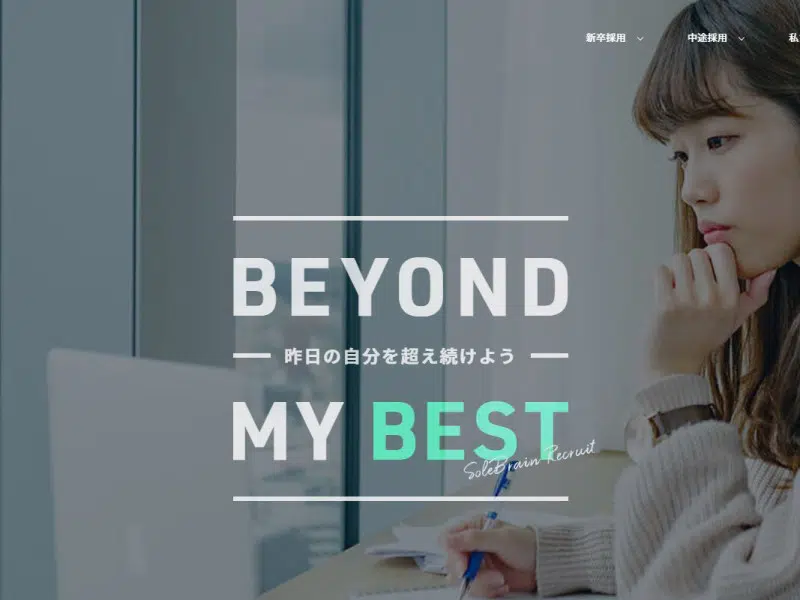 新卒採用
中途採用
私
BEYOND
昨日の自分を超え続けよう
MY BEST
SoleBrain Recruit